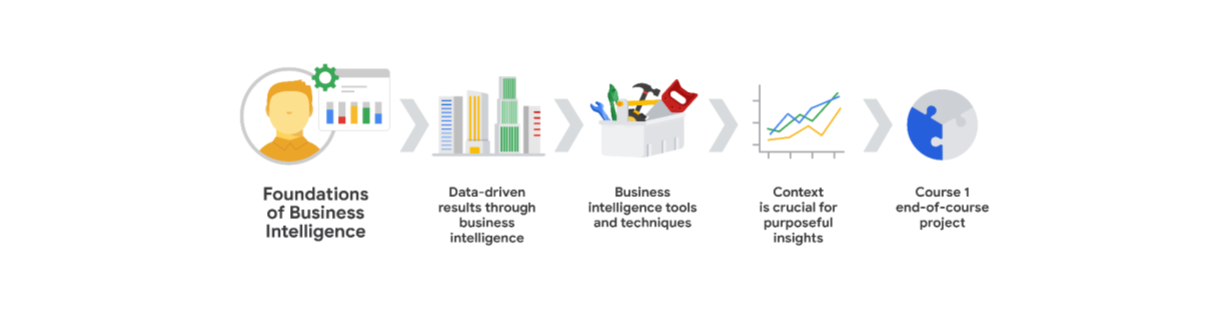 Foundations
of Business
Intelligence
Data-driven
results through
business
intelligence
Business
intelligence tools
and techniques
Context
is crucial for
purposeful
insights
Course 1
end-of-course
project